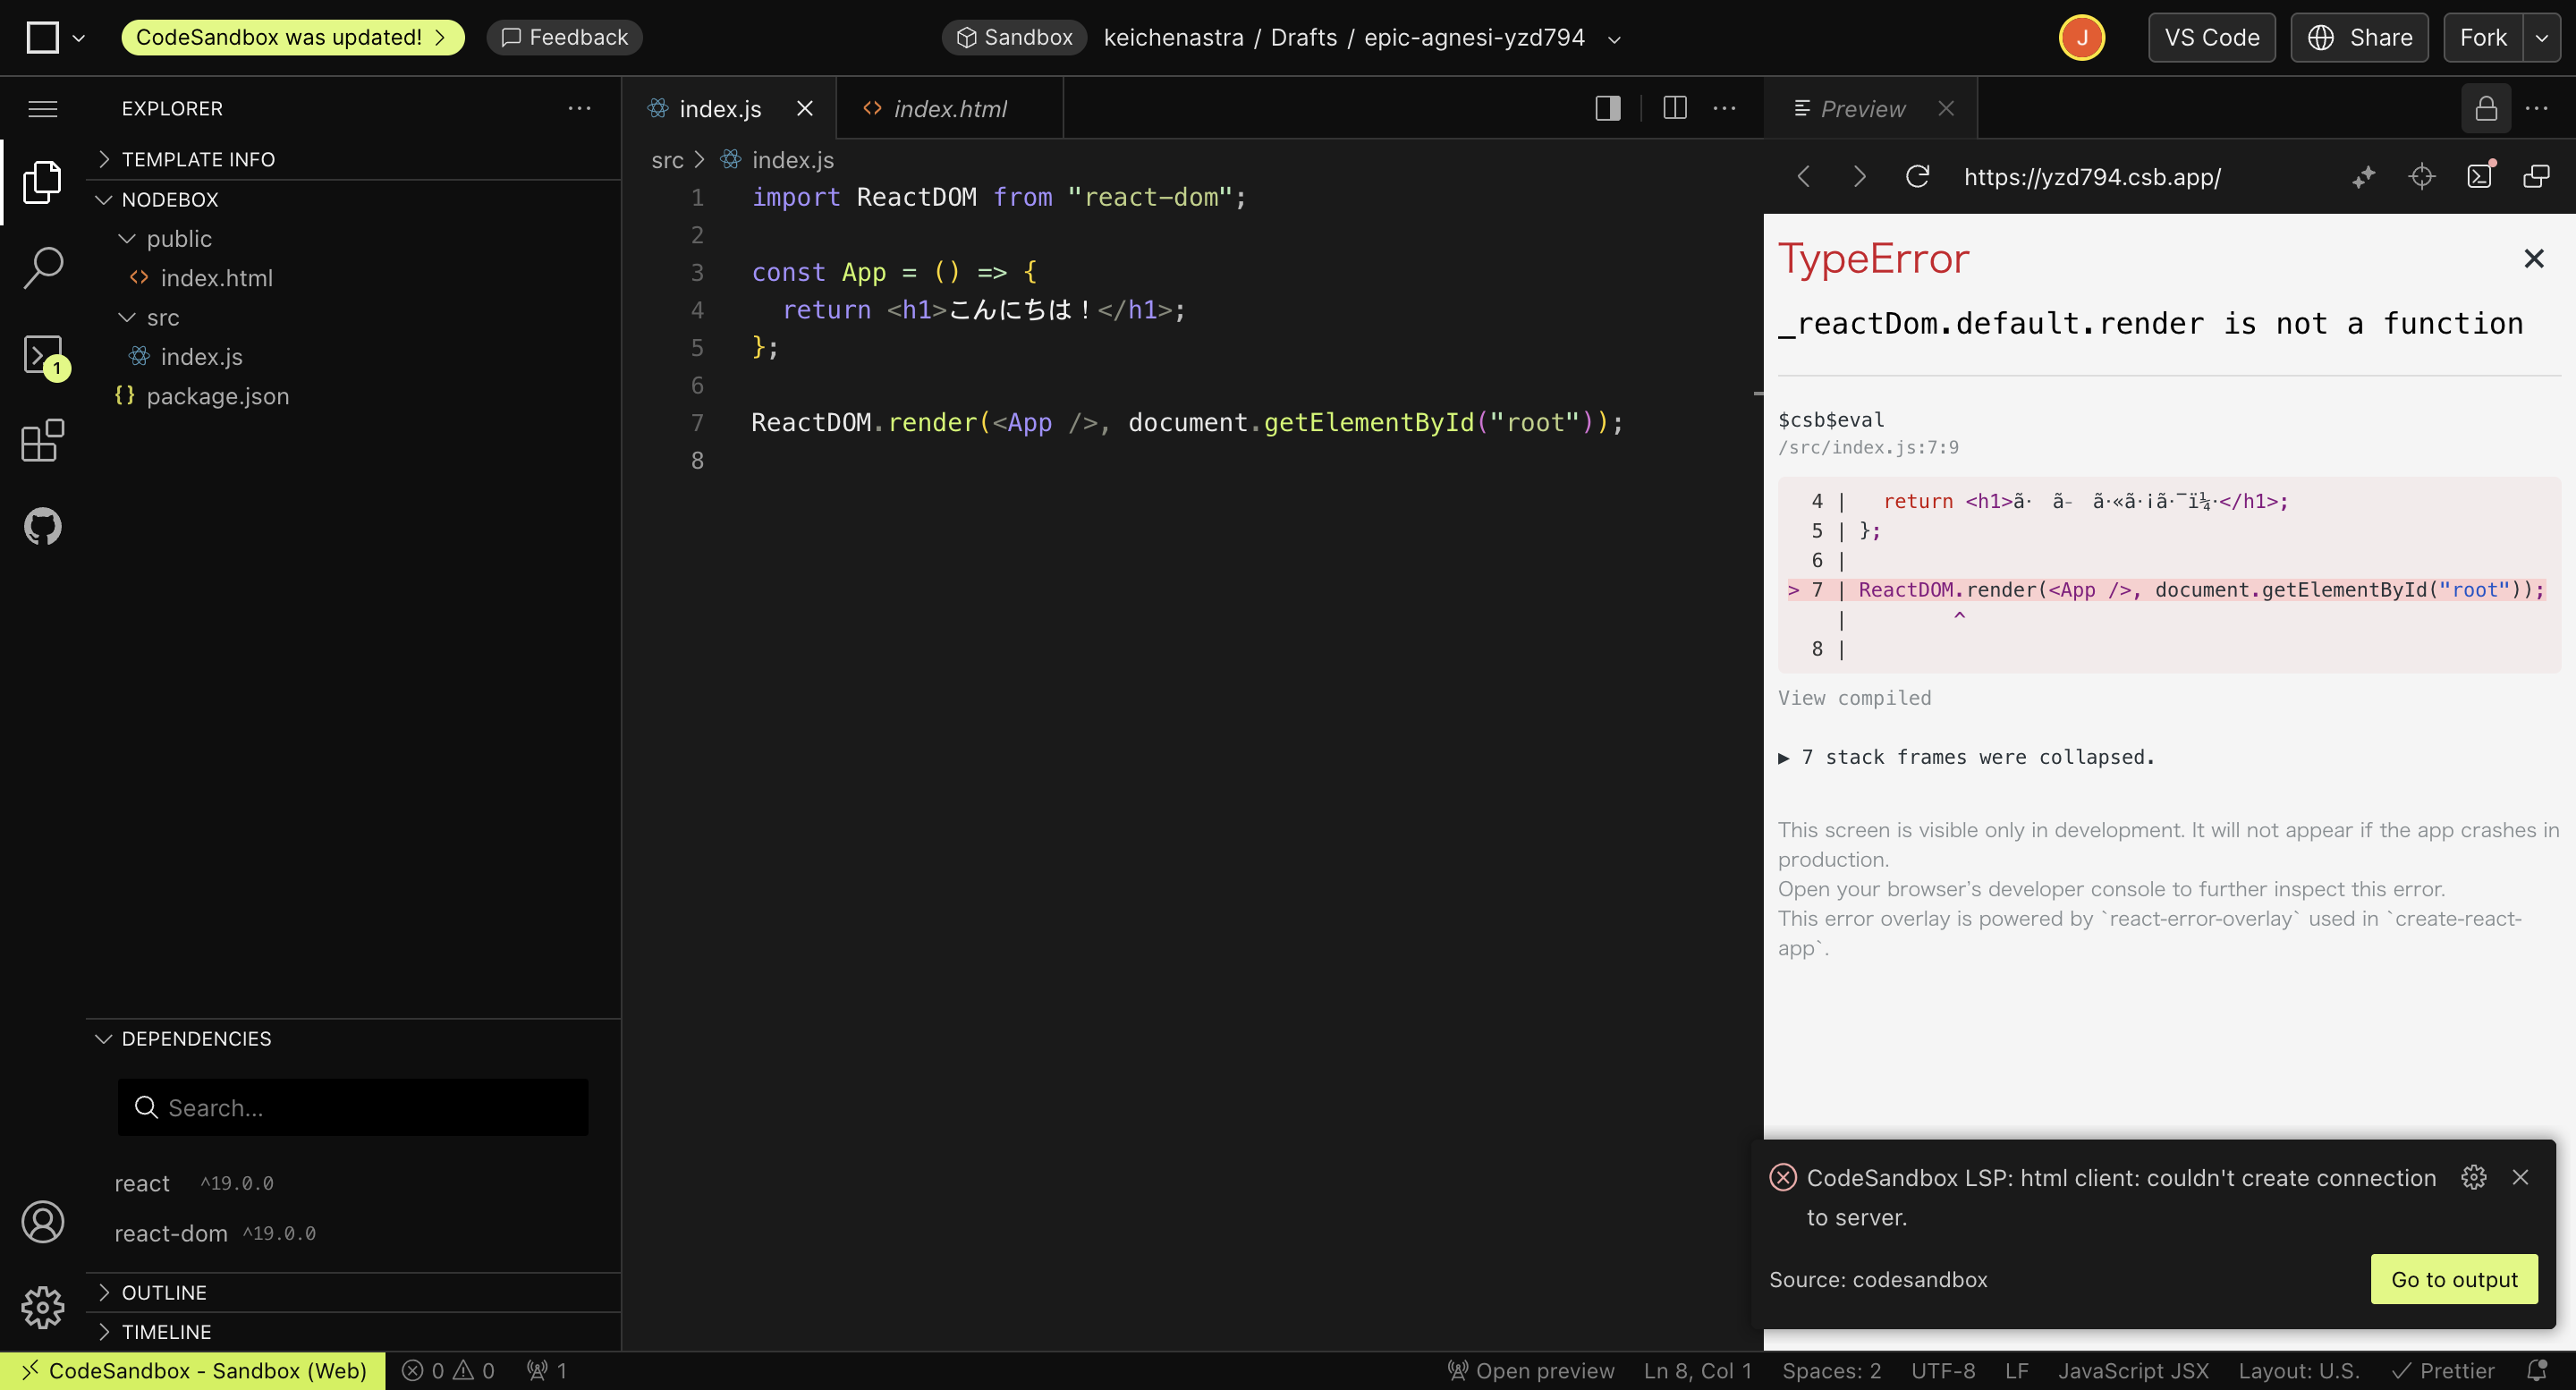 CodeSandbox was updated!
Feedback
Sandbox
keichenastra / Drafts / epic-agnesi-yzd794
J
VS Code
Share
Fork
EXPLORER
TEMPLATE INFO
NODEBOX
public
index.html
src
index.js
package.json
1
DEPENDENCIES
Search...
react ^19.0.0
react-dom ^19.0.0
OUTLINE
TIMELINE
index.js
index.html
src > index.js
1 import ReactDOM from "react-dom";
2
3 const App = () => {
4 return <h1>こんにちは！</h1>;
5 };
6
7 ReactDOM.render(<App />, document.getElementById("root"));
8
Preview
https://yzd794.csb.app/
TypeError
_reactDom.default.render is not a function
$csb$eval
/src/index.js:7:9
4 | return <h1>ã· ã– ã·«ã·¡ã·¯ï¼·</h1>;
5 | };
6 |
> 7 | ReactDOM.render(<App />, document.getElementById("root"));
| ^
8 |
View compiled
▶ 7 stack frames were collapsed.
This screen is visible only in development. It will not appear if the app crashes in
production.
Open your browser's developer console to further inspect this error.
This error overlay is powered by `react-error-overlay` used in `create-react-
app`.
CodeSandbox LSP: html client: couldn't create connection
to server.
Source: codesandbox
Go to output
CodeSandbox - Sandbox (Web)
0
0
1
Open preview
Ln 8, Col 1
Spaces: 2
UTF-8
LF
JavaScript JSX
Layout: U.S.
Prettier